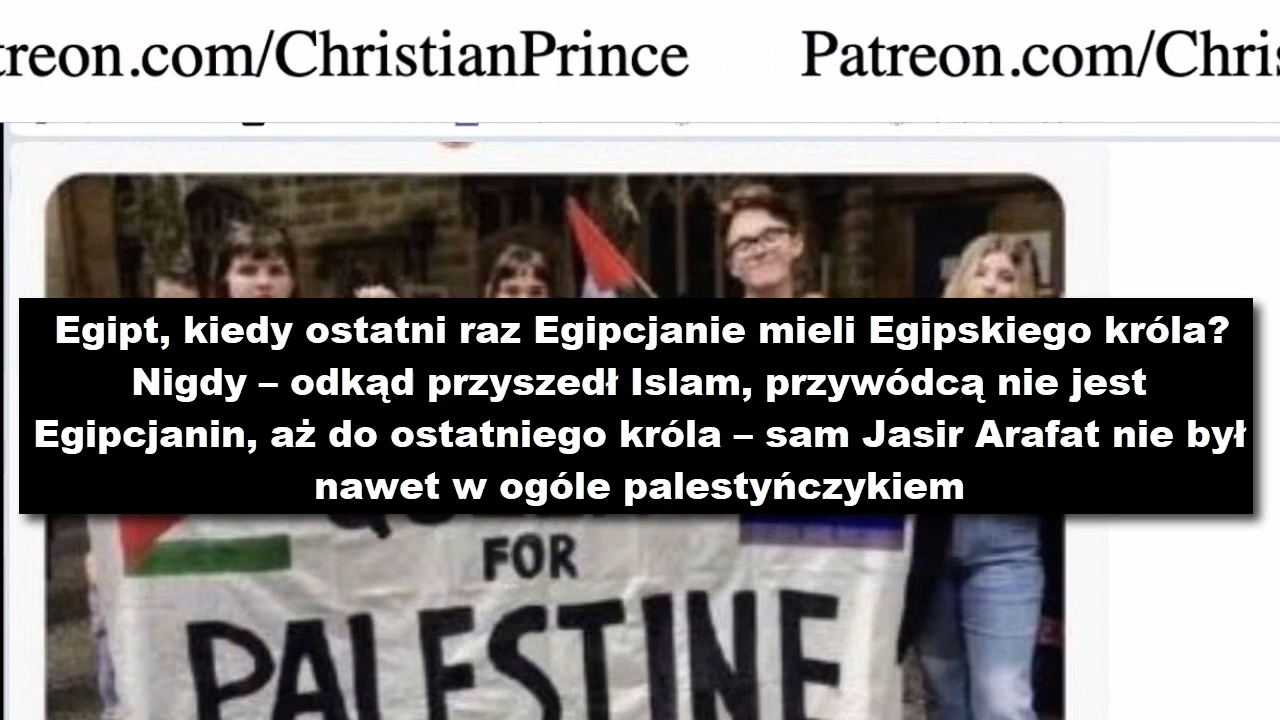 treon.com/ChristianPrince Patreon.com/Chris
Egipt, kiedy ostatni raz Egipcjanie mieli Egipskiego króla?
Nigdy – odkąd przyszedł Islam, przywódcą nie jest
Egipcjanin, aż do ostatniego króla – sam Jasir Arafat nie był
nawet w ogóle palestyńczykiem
FOR
PALESTINE